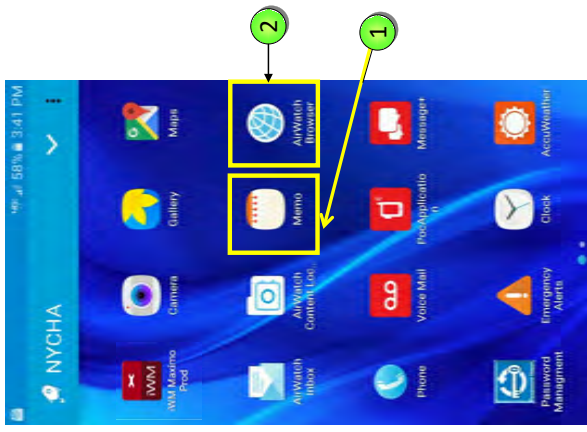 58% 3:41 PM
NYCHA
iWM
iWM Maximo
Prod
Camera
Gallery
G
Maps
AirWatch
Inbox
AirWatch
Content Loc..
Memo
AirWatch
Browser
Phone
Voice Mail
PocApplicatio
n
Message+
Password
Managment
Emergency
Alerts
Clock
AccuWeather
1
2